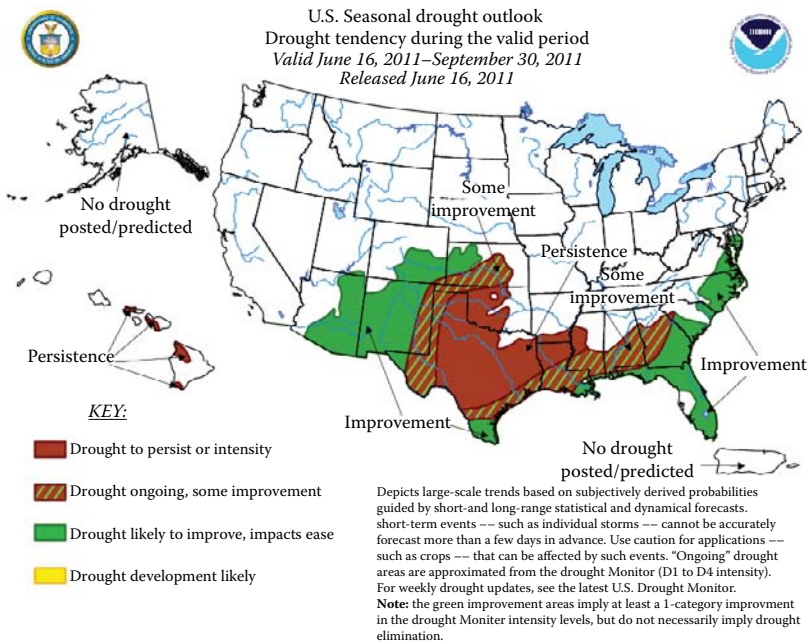 U.S. Seasonal drought outlook
Drought tendency during the valid period
Valid June 16, 2011–September 30, 2011
Released June 16, 2011
No drought
posted/predicted
Some
improvement
Persistence
Some
improvement
Persistence
Improvement
Improvement
No drought
posted/predicted
KEY:
Drought to persist or intensity
Drought ongoing, some improvement
Drought likely to improve, impacts ease
Drought development likely
Depicts large-scale trends based on subjectively derived probabilities
guided by short-and long-range statistical and dynamical forecasts.
short-term events –– such as individual storms –– cannot be accurately
forecast more than a few days in advance. Use caution for applications ––
such as crops –– that can be affected by such events. “Ongoing” drought
areas are approximated from the drought Monitor (D1 to D4 intensity).
For weekly drought updates, see the latest U.S. Drought Monitor.
Note: the green improvement areas imply at least a 1-category improvment
in the drought Moniter intensity levels, but do not necessarily imply drought
elimination.